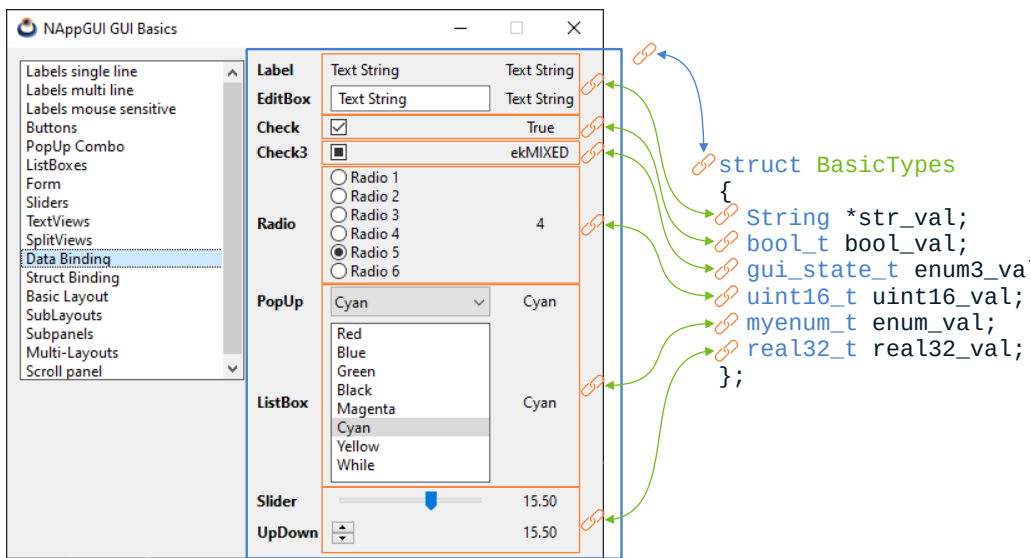 NAppGUI GUI Basics
Labels single line
Labels multi line
Labels mouse sensitive
Buttons
PopUp Combo
ListBoxes
Form
Sliders
TextViews
SplitViews
Data Binding
Struct Binding
Basic Layout
SubLayouts
Subpanels
Multi-Layouts
Scroll panel
Label Text String Text String
EditBox Text String Text String
Check True
Check3 ekMIXED
Radio 1
Radio 2
Radio 3
Radio 4
Radio 5
Radio 6
Radio 4
PopUp Cyan Cyan
Red
Blue
Green
Black
Magenta
Cyan
Yellow
While
ListBox Cyan
Slider 15.50
UpDown 15.50
struct BasicTypes
{
String *str_val;
bool_t bool_val;
gui_state_t enum3_val
uint16_t uint16_val;
myenum_t enum_val;
real32_t real32_val;
};